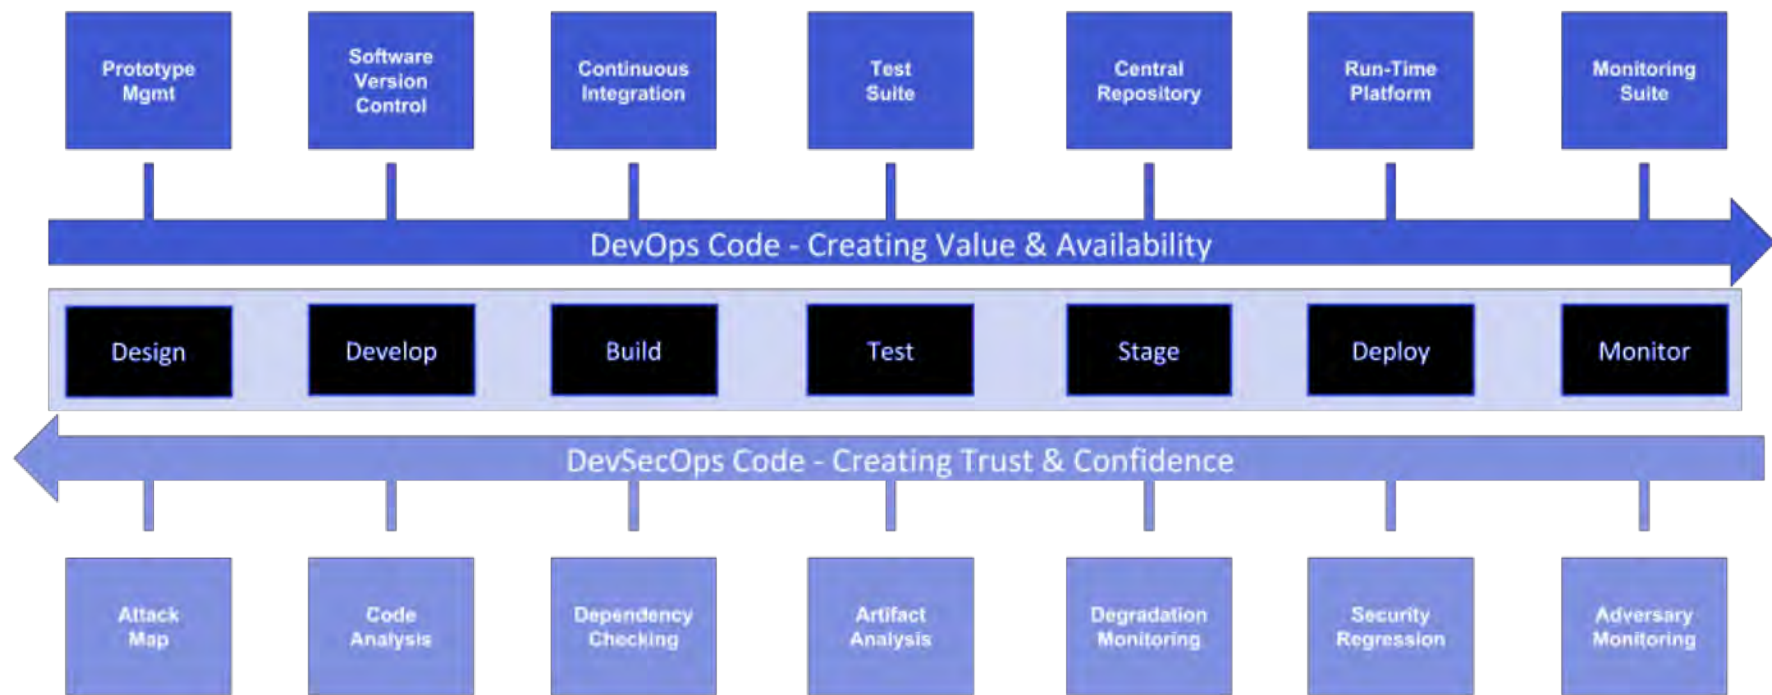 Prototype
Mgmt
Software
Version
Control
Continuous
Integration
Test
Suite
Central
Repository
Run-Time
Platform
Monitoring
Suite
DevOps Code - Creating Value & Availability
Design
Develop
Build
Test
Stage
Deploy
Monitor
DevSecOps Code - Creating Trust & Confidence
Attack
Map
Code
Analysis
Dependency
Checking
Artifact
Analysis
Degradation
Monitoring
Security
Regression
Adversary
Monitoring